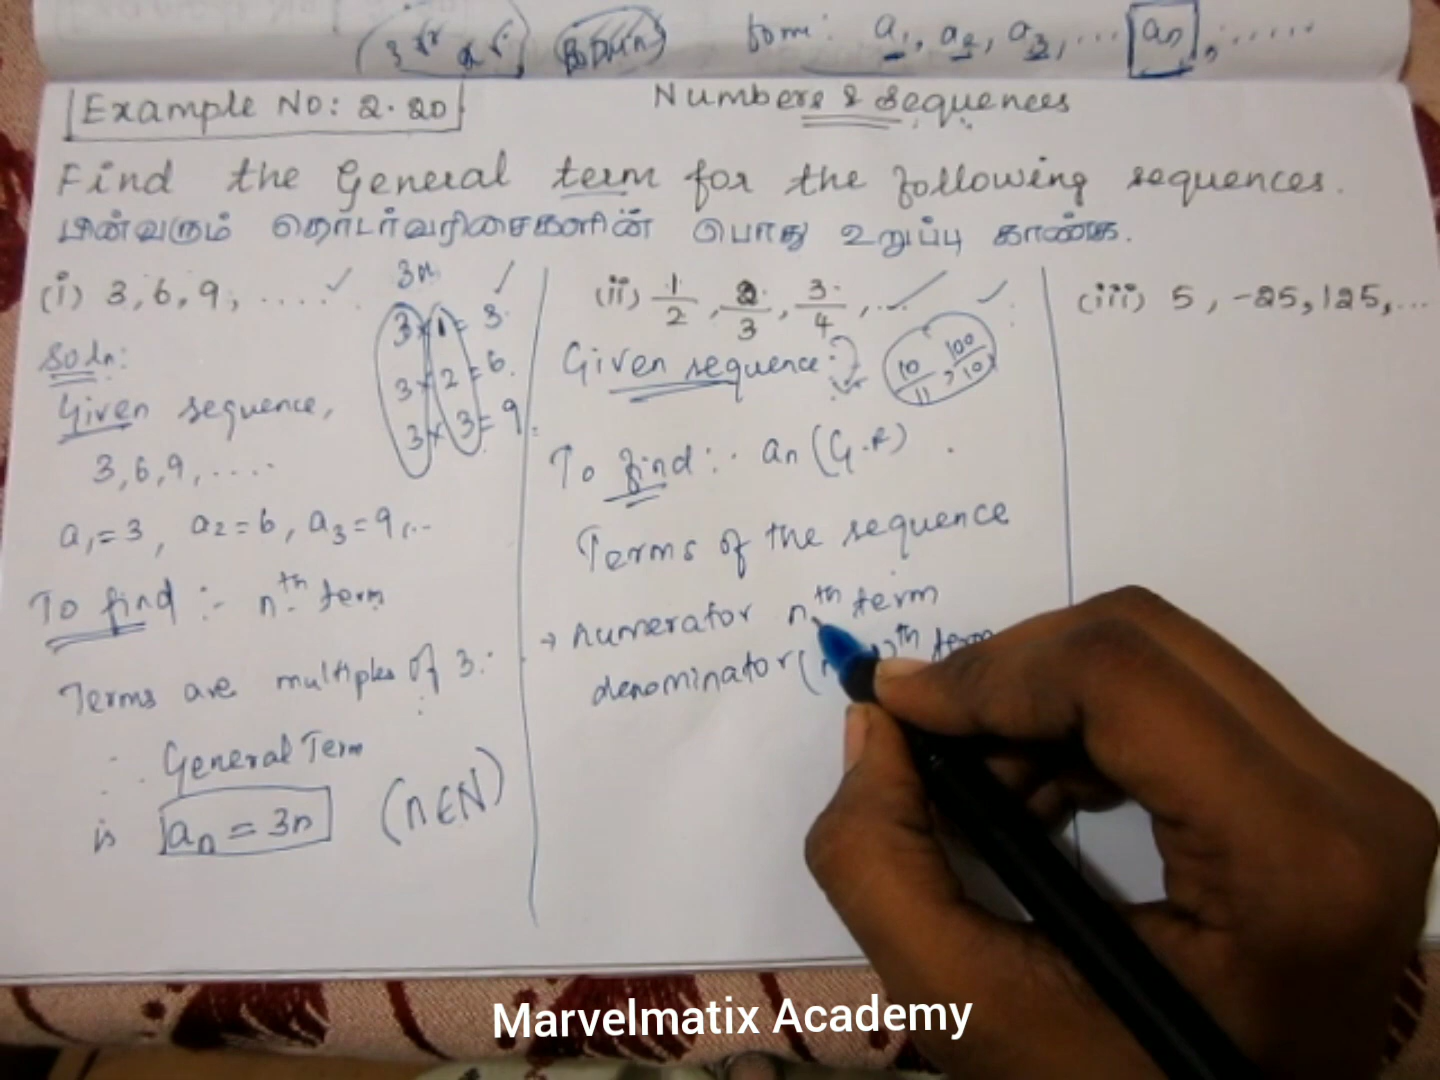 form: a₁, a₂, a₃, ... aₙ, ......
Example No: 2.20
Numbers & Sequences
Find the General term for the following sequences.
பின்வரும் தொடர்வரிசைகளின் பொது உறுப்பு காண்க.
(i) 3, 6, 9, .....
Soln:
Given sequence,
3, 6, 9, ....
a₁ = 3, a₂ = 6, a₃ = 9, ..
To find :- nᵗʰ term
Terms are multiples of 3.
∴ General Term
is aₙ = 3n (n∈N)
3n
3 × 1 = 3
3 × 2 = 6
3 × 3 = 9
(ii) 1/2, 2/3, 3/4, ...
Given sequence:
10/11, 100/101
To find :- an
Terms of the sequence
→ numerator nᵗʰ term
denominator
(iii) 5, -25, 125, ...
Marvelmatix Academy